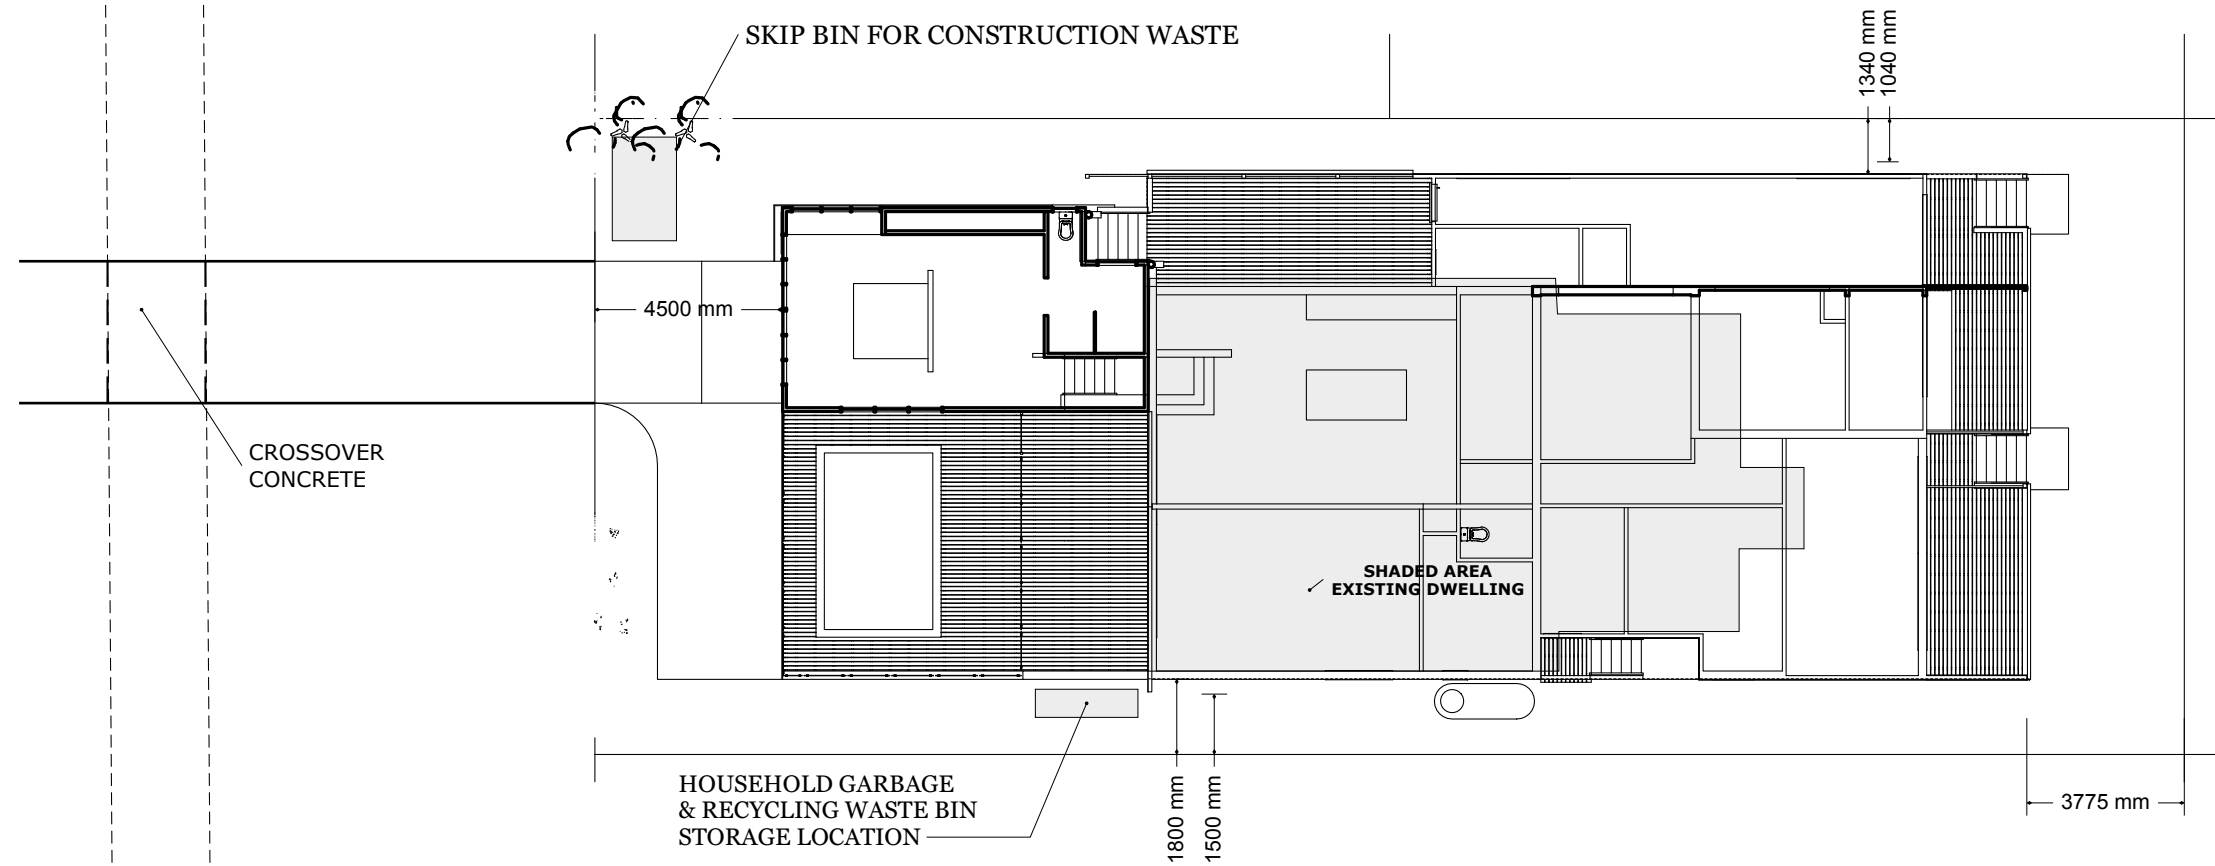 SKIP BIN FOR CONSTRUCTION WASTE
1340 mm
1040 mm
4500 mm
CROSSOVER
CONCRETE
SHADED AREA
EXISTING DWELLING
HOUSEHOLD GARBAGE
& RECYCLING WASTE BIN
STORAGE LOCATION
1800 mm
1500 mm
3775 mm